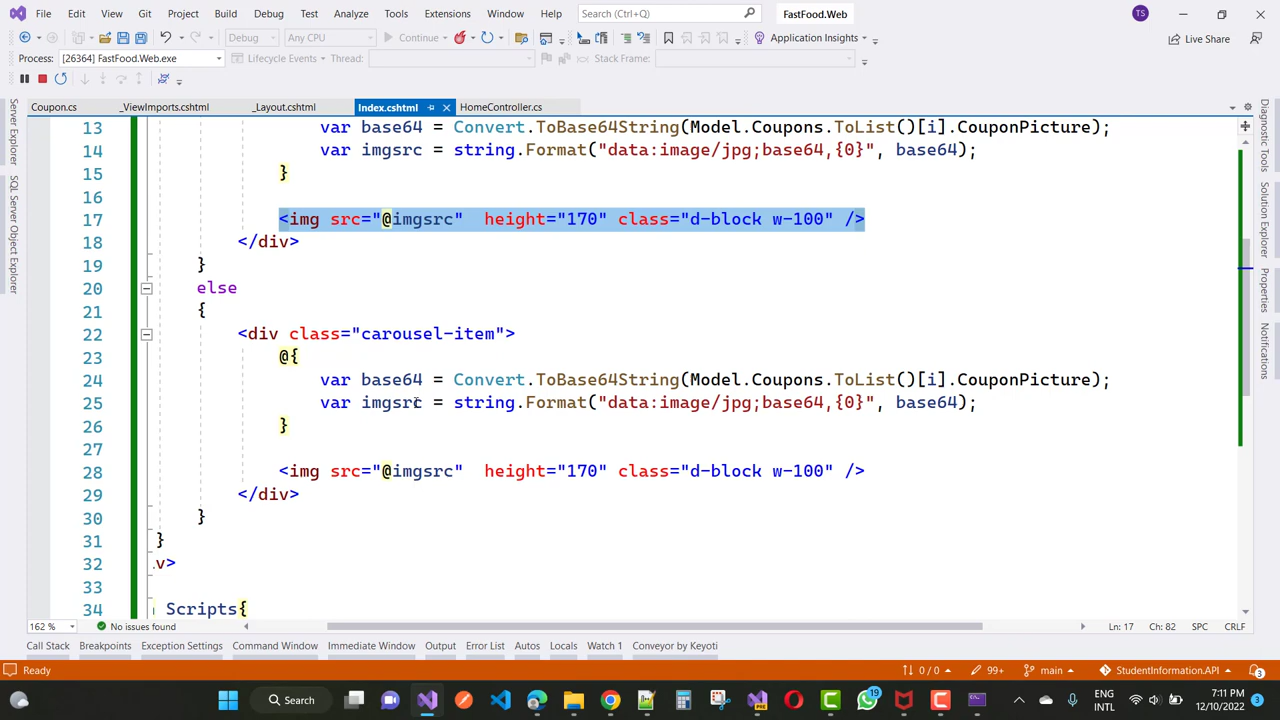 File Edit View Git Project Build Debug Test Analyze Tools Extensions Window Help Search (Ctrl+Q) FastFood.Web TS
Debug Any CPU Continue Application Insights Live Share
Process: [26364] FastFood.Web.exe Lifecycle Events Thread: Stack Frame:
Coupon.cs _ViewImports.cshtml _Layout.cshtml Index.cshtml HomeController.cs
Server Explorer
SQL Server Object Explorer
13 var base64 = Convert.ToBase64String(Model.Coupons.ToList()[i].CouponPicture);
14 var imgsrc = string.Format("data:image/jpg;base64,{0}", base64);
15 }
16
17 <img src="@imgsrc"  height="170" class="d-block w-100" />
18 </div>
19 }
20 else
21 {
22 <div class="carousel-item">
23 @{
24 var base64 = Convert.ToBase64String(Model.Coupons.ToList()[i].CouponPicture);
25 var imgsrc = string.Format("data:image/jpg;base64,{0}", base64);
26 }
27
28 <img src="@imgsrc"  height="170" class="d-block w-100" />
29 </div>
30 }
31 }
32 v>
33
34 Scripts{
Diagnostic Tools
Solution Explorer
Properties
Notifications
162 % No issues found Ln: 17 Ch: 82 SPC CRLF
Call Stack Breakpoints Exception Settings Command Window Immediate Window Output Error List Autos Locals Watch 1 Conveyor by Keyoti
Ready 0 / 0 99+ main StudentInformation.API 3
Search PRE 19 ENG INTL 7:11 PM 12/10/2022 3